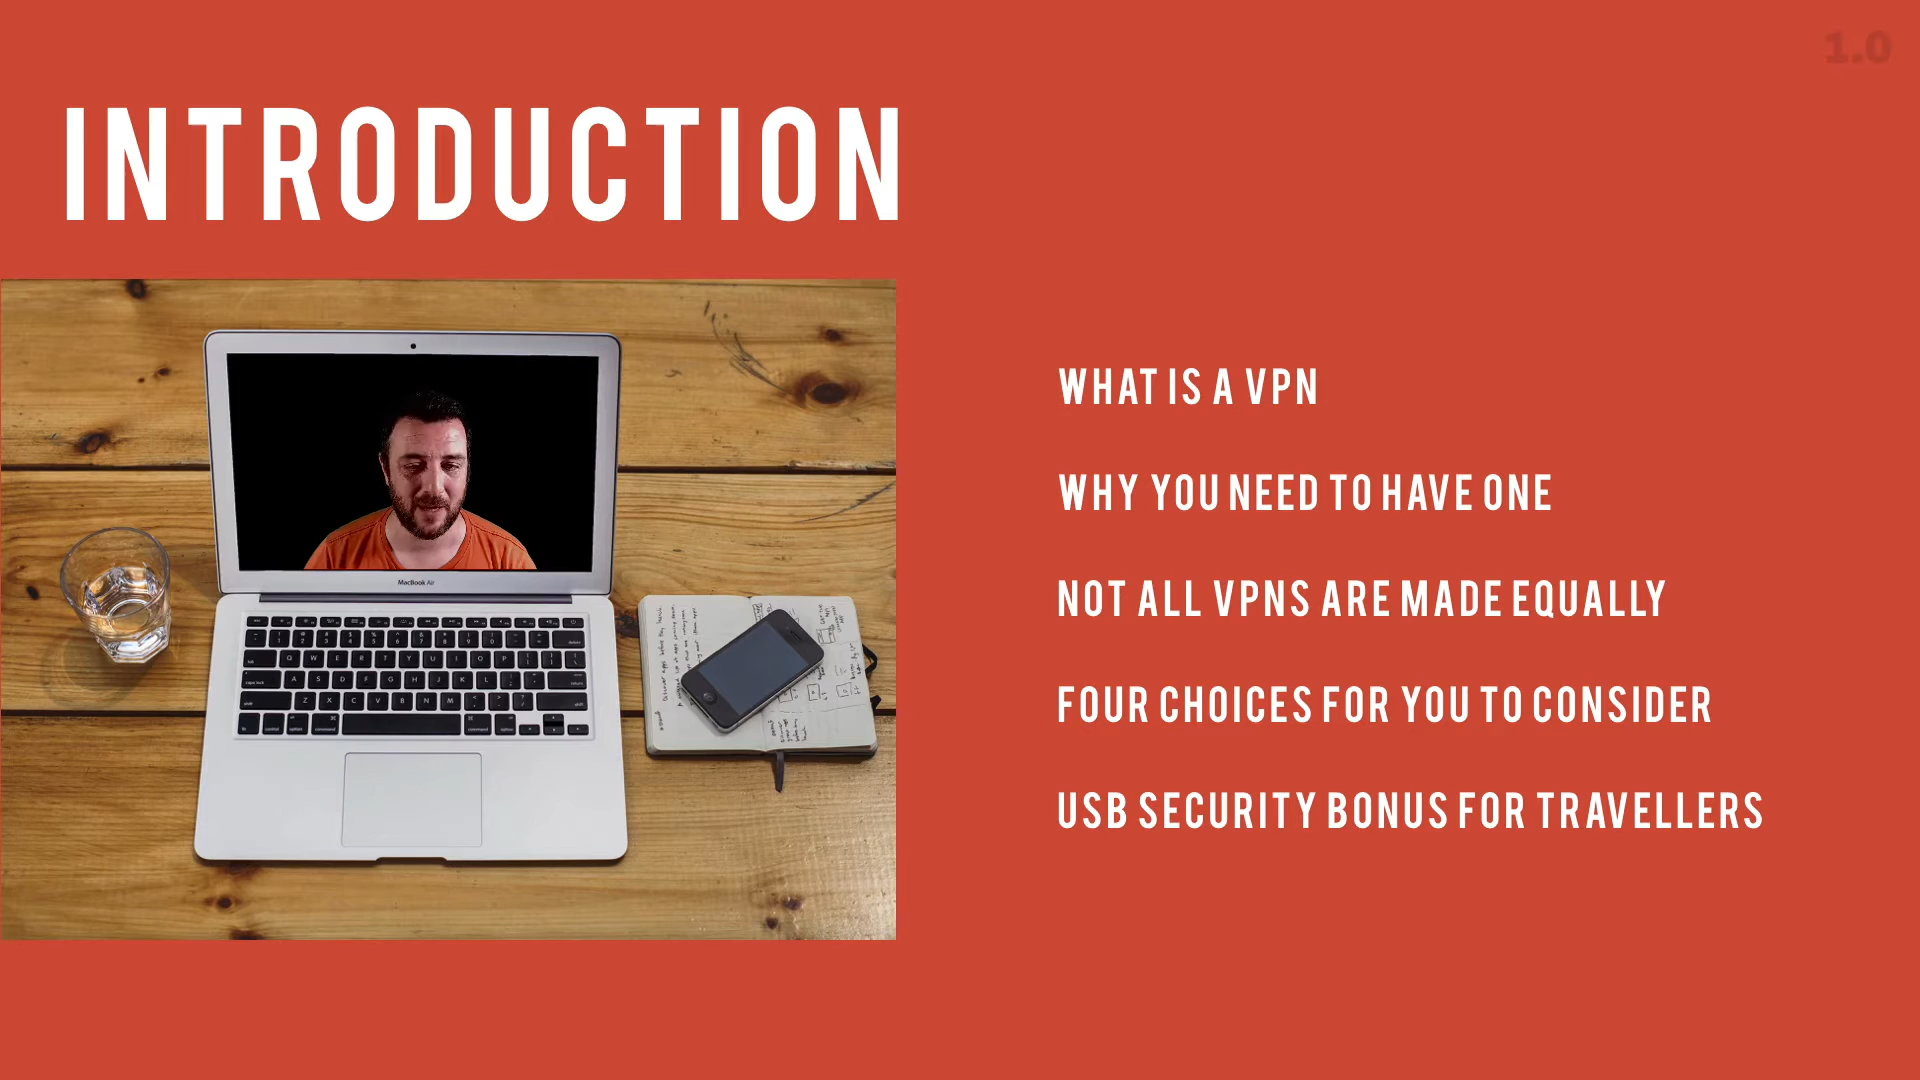 1.0
INTRODUCTION
WHAT IS A VPN
WHY YOU NEED TO HAVE ONE
NOT ALL VPNS ARE MADE EQUALLY
FOUR CHOICES FOR YOU TO CONSIDER
USB SECURITY BONUS FOR TRAVELLERS
MacBook Air